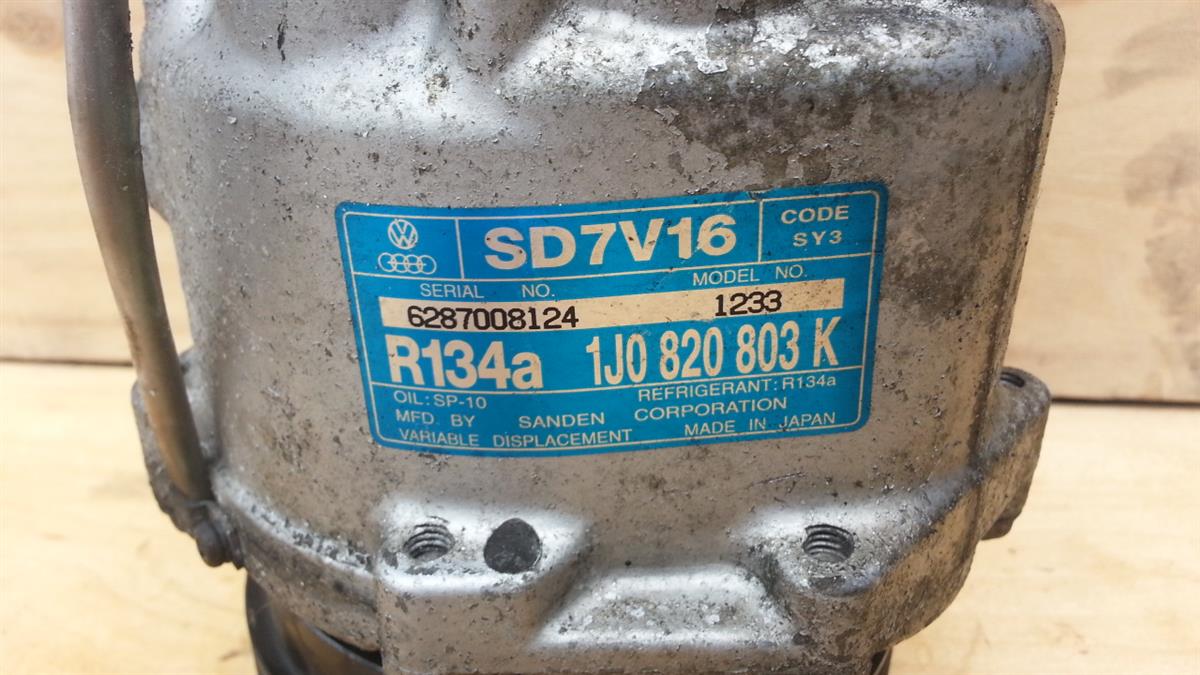 SD7V16
CODE
SY3
SERIAL NO. MODEL NO.
6287008124 1233
R134a 1J0 820 803 K
OIL:SP-10 REFRIGERANT:R134a
MFD. BY SANDEN CORPORATION
VARIABLE DISPLACEMENT MADE IN JAPAN